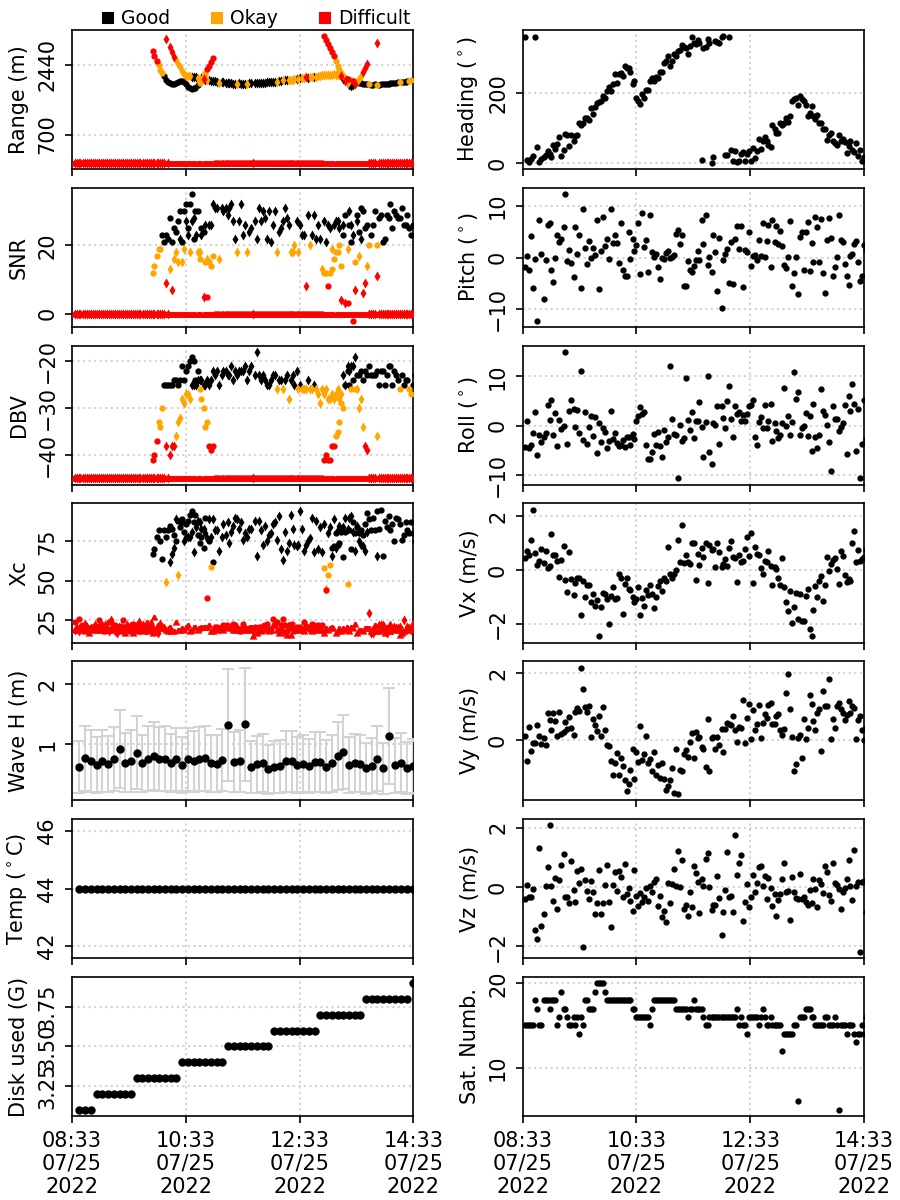 Good Okay Difficult
Range (m)
2440
700
Heading (°)
200
0
SNR
20
0
Pitch (°)
10
0
−10
DBV
−20
−30
−40
Roll (°)
10
0
−10
Xc
75
50
25
Vx (m/s)
2
0
−2
Wave H (m)
2
1
Vy (m/s)
2
0
Temp (°C)
46
44
42
Vz (m/s)
2
0
−2
Disk used (G)
3.75
3.50
3.25
Sat. Numb.
20
10
08:33 10:33 12:33 14:33
07/25 07/25 07/25 07/25
2022 2022 2022 2022
08:33 10:33 12:33 14:33
07/25 07/25 07/25 07/25
2022 2022 2022 2022